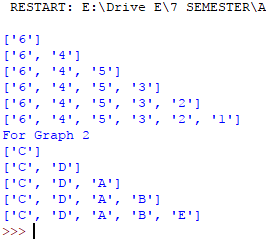 RESTART: E:\Drive E\7 SEMESTER\A
['6']
['6', '4']
['6', '4', '5']
['6', '4', '5', '3']
['6', '4', '5', '3', '2']
['6', '4', '5', '3', '2', '1']
For Graph 2
['C']
['C', 'D']
['C', 'D', 'A']
['C', 'D', 'A', 'B']
['C', 'D', 'A', 'B', 'E']
>>>